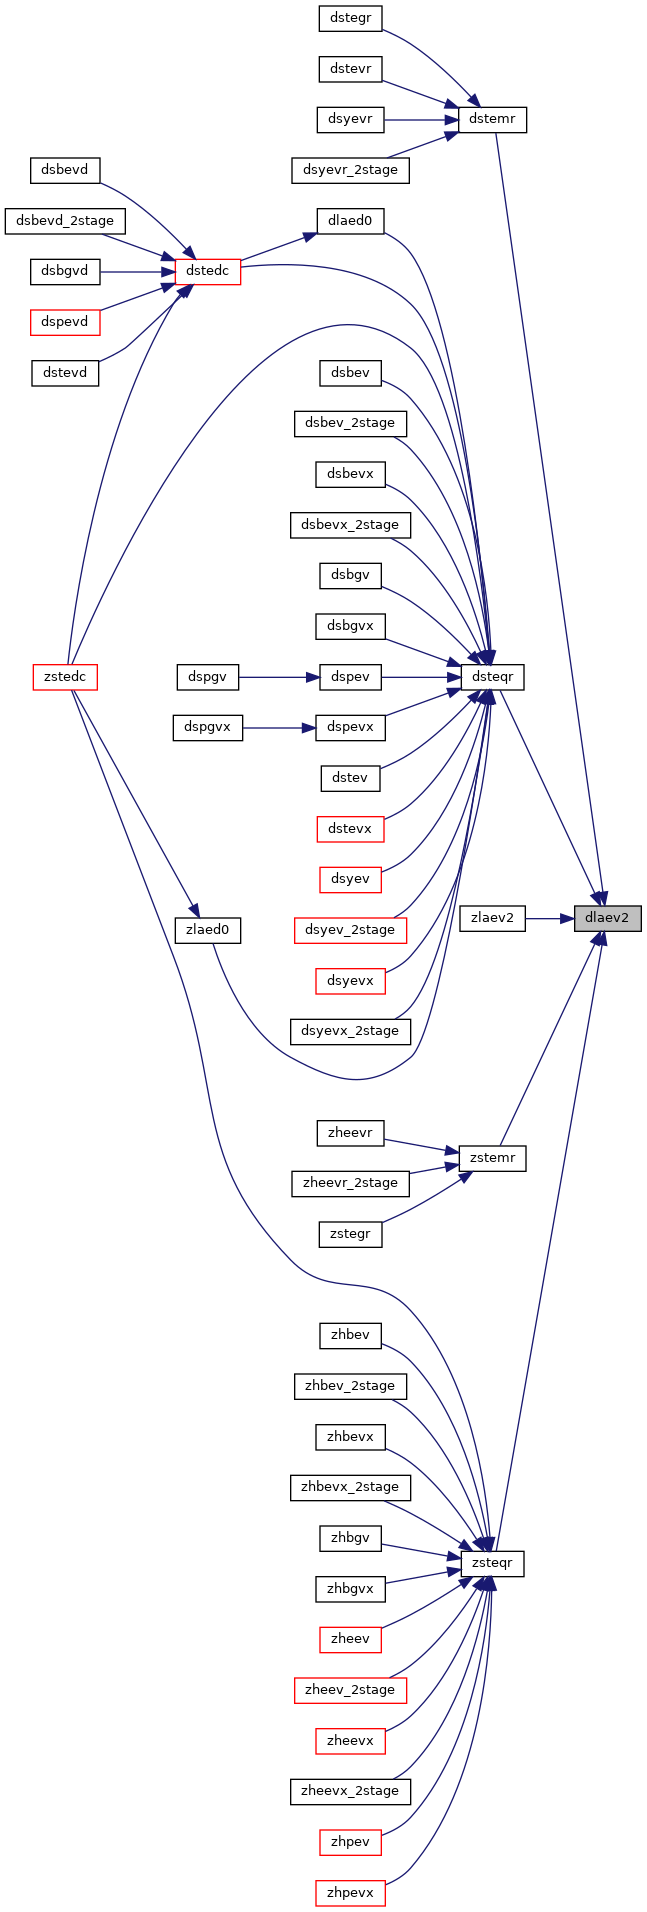 dstegr
dstevr
dsyevr
dstemr
dsyevr_2stage
dsbevd
dsbevd_2stage
dlaed0
dsbgvd
dstedc
dspevd
dstevd
dsbev
dsbev_2stage
dsbevx
dsbevx_2stage
dsbgv
dsbgvx
zstedc
dspgv
dspev
dsteqr
dspgvx
dspevx
dstev
dstevx
dsyev
zlaev2
dlaev2
zlaed0
dsyev_2stage
dsyevx
dsyevx_2stage
zheevr
zstemr
zheevr_2stage
zstegr
zhbev
zhbev_2stage
zhbevx
zhbevx_2stage
zhbgv
zsteqr
zhbgvx
zheev
zheev_2stage
zheevx
zheevx_2stage
zhpev
zhpevx